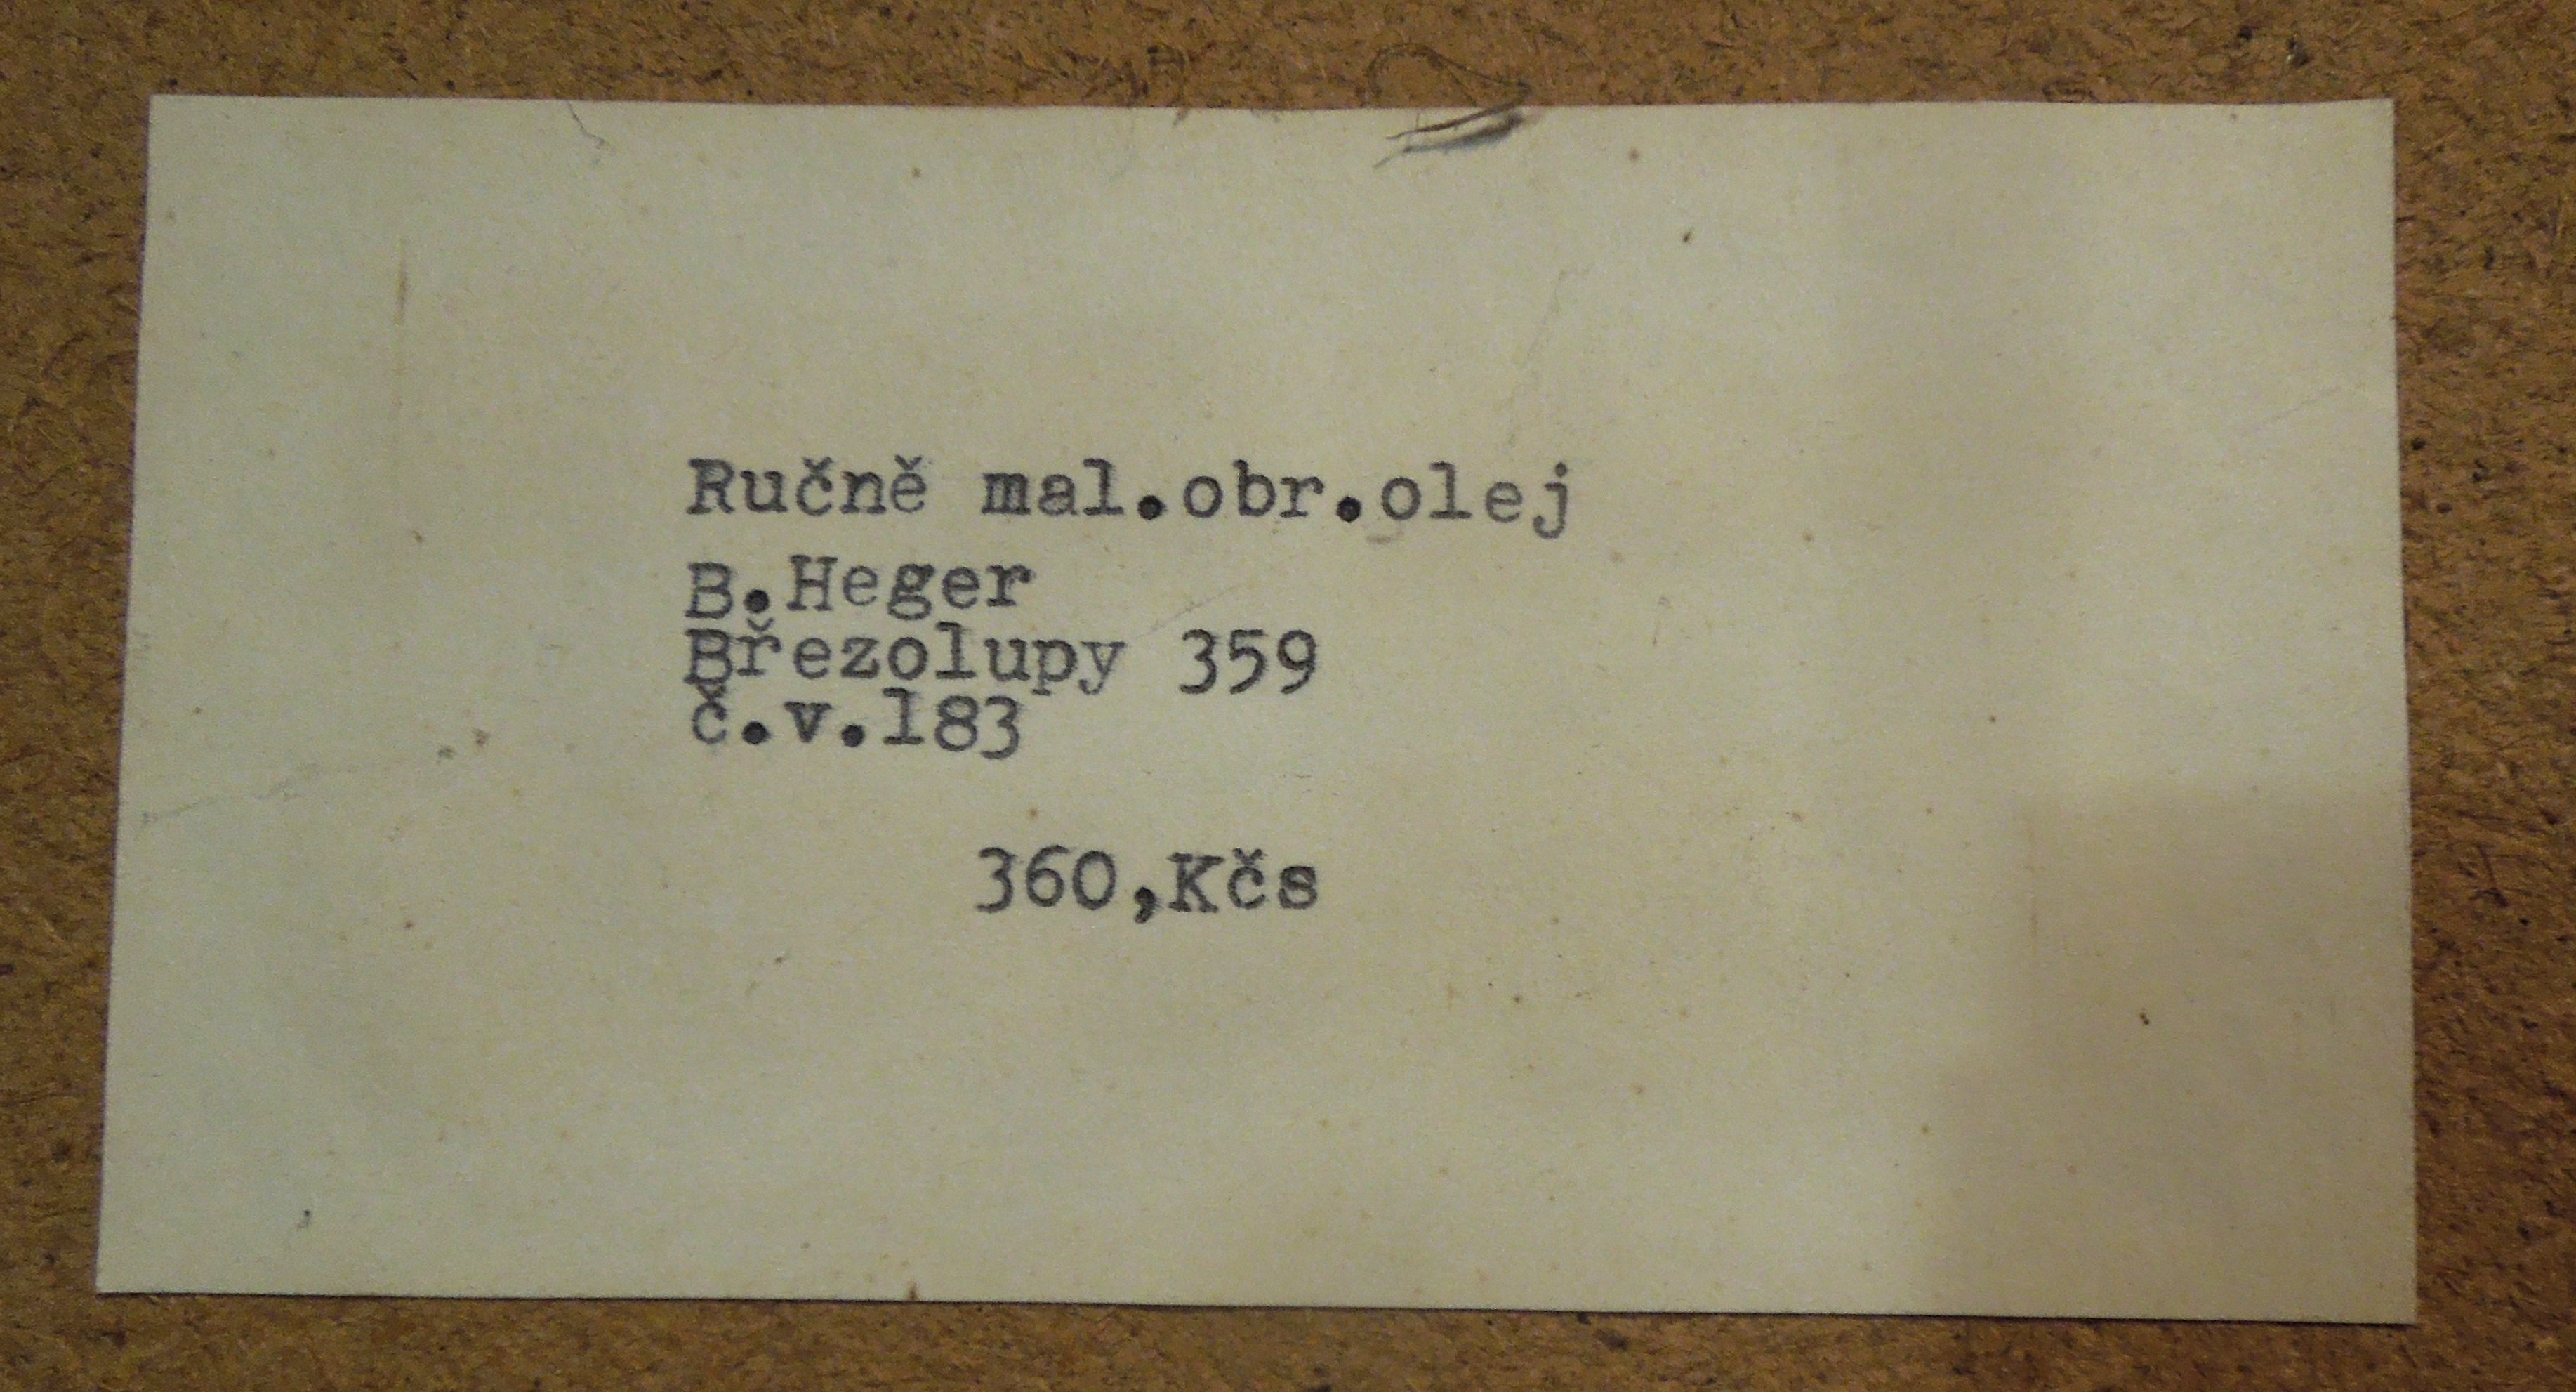 Ručně mal.obr.olej
B.Heger
Březolupy 359
č.v.183
360,Kčs